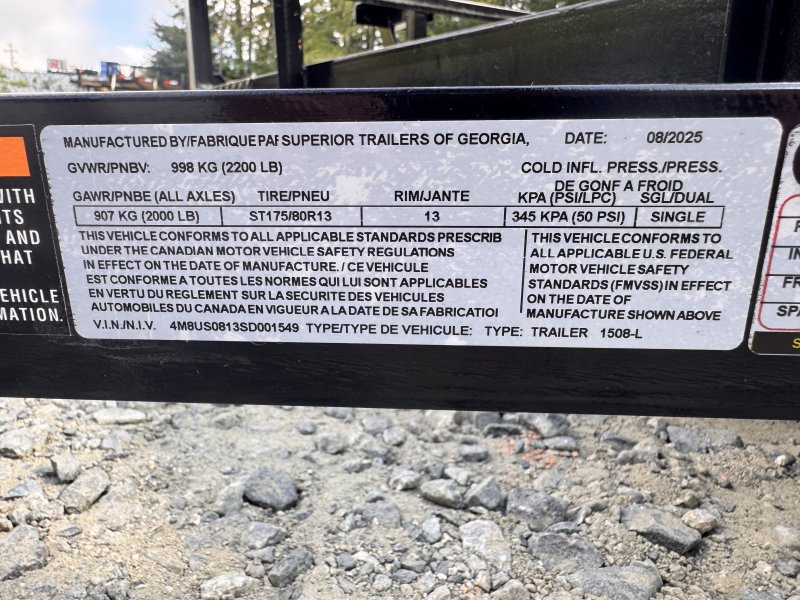 MANUFACTURED BY/FABRIQUE PAR SUPERIOR TRAILERS OF GEORGIA, DATE: 08/2025
GVWR/PNBV: 998 KG (2200 LB) COLD INFL. PRESS./PRESS.
DE GONF A FROID
GAWR/PNBE (ALL AXLES) TIRE/PNEU RIM/JANTE KPA (PSI/LPC) SGL/DUAL
907 KG (2000 LB) ST175/80R13 13 345 KPA (50 PSI) SINGLE
THIS VEHICLE CONFORMS TO ALL APPLICABLE STANDARDS PRESCRIB
UNDER THE CANADIAN MOTOR VEHICLE SAFETY REGULATIONS
IN EFFECT ON THE DATE OF MANUFACTURE. / CE VEHICULE
EST CONFORME A TOUTES LES NORMES QUI LUI SONT APPLICABLES
EN VERTU DU REGLEMENT SUR LA SECURITE DES VEHICULES
AUTOMOBILES DU CANADA EN VIGUEUR A LA DATE DE SA FABRICATIOI
THIS VEHICLE CONFORMS TO
ALL APPLICABLE U.S. FEDERAL
MOTOR VEHICLE SAFETY
STANDARDS (FMVSS) IN EFFECT
ON THE DATE OF
MANUFACTURE SHOWN ABOVE
V.I.N./N.I.V. 4M8US0813SD001549 TYPE/TYPE DE VEHICULE: TYPE: TRAILER 1508-L
WITH
AND
HAT
VEHICLE
MATION.